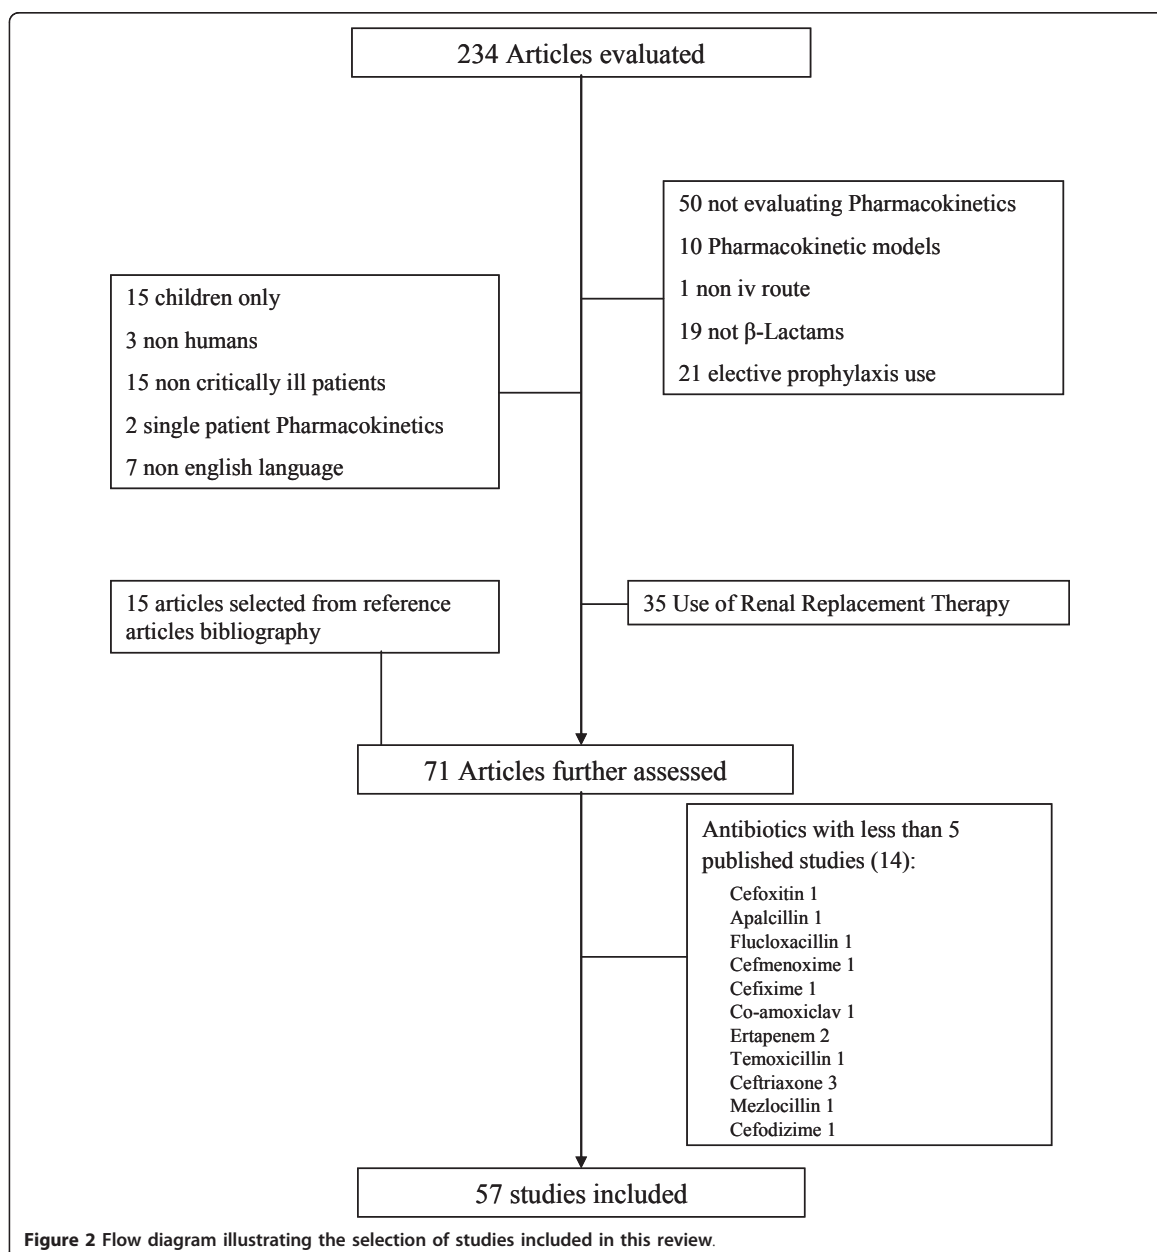 234 Articles evaluated
50 not evaluating Pharmacokinetics
10 Pharmacokinetic models
1 non iv route
19 not β-Lactams
21 elective prophylaxis use
15 children only
3 non humans
15 non critically ill patients
2 single patient Pharmacokinetics
7 non english language
15 articles selected from reference
articles bibliography
35 Use of Renal Replacement Therapy
71 Articles further assessed
Antibiotics with less than 5
published studies (14):
Cefoxitin 1
Apalcillin 1
Flucloxacillin 1
Cefmenoxime 1
Cefixime 1
Co-amoxiclav 1
Ertapenem 2
Temoxicillin 1
Ceftriaxone 3
Mezlocillin 1
Cefodizime 1
57 studies included
Figure 2 Flow diagram illustrating the selection of studies included in this review.